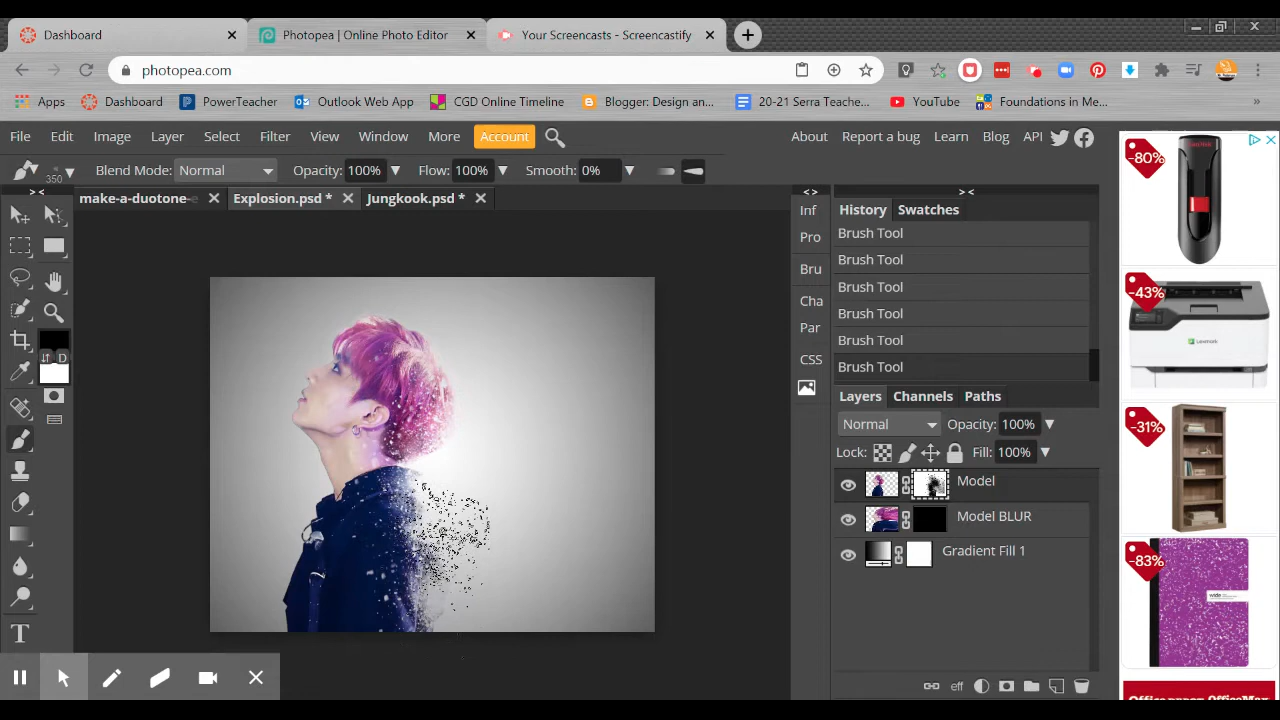 Dashboard
Photopea | Online Photo Editor
Your Screencasts - Screencastify
photopea.com
Apps
Dashboard
PowerTeache
Outlook Web App
CGD Online Timeline
Blogger: Design an...
20-21 Serra Teache...
YouTube
Foundations in Me...
File Edit Image Layer Select Filter View Window More Account
About Report a bug Learn Blog API
350
Blend Mode: Normal
Opacity: 100%
Flow: 100%
Smooth: 0%
make-a-duotone-e
Explosion.psd *
Jungkook.psd *
> <
< >
> <
Inf
Pro
Bru
Cha
Par
CSS
History Swatches
Brush Tool
Brush Tool
Brush Tool
Brush Tool
Brush Tool
Brush Tool
Layers Channels Paths
Normal
Opacity: 100%
Lock:
Fill: 100%
Model
Model BLUR
Gradient Fill 1
eff
D
T
-80%
SanDisk
-43%
Lexmark
-31%
-83%
wide